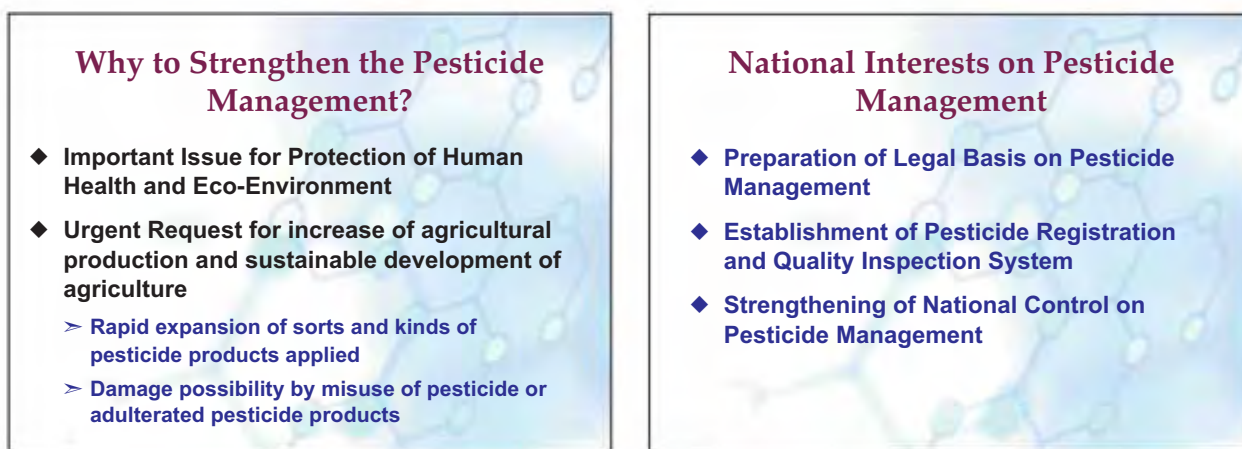 Why to Strengthen the Pesticide
Management?
◆ Important Issue for Protection of Human
Health and Eco-Environment
◆ Urgent Request for increase of agricultural
production and sustainable development of
agriculture
➣ Rapid expansion of sorts and kinds of
pesticide products applied
➣ Damage possibility by misuse of pesticide or
adulterated pesticide products
National Interests on Pesticide
Management
◆ Preparation of Legal Basis on Pesticide
Management
◆ Establishment of Pesticide Registration
and Quality Inspection System
◆ Strengthening of National Control on
Pesticide Management